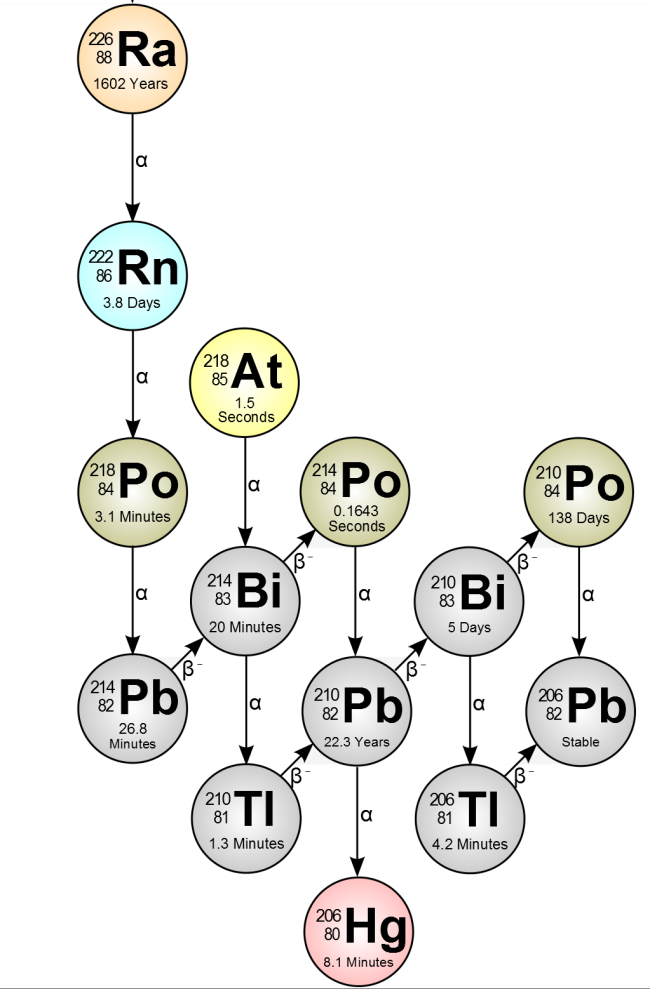 226
88 Ra
1602 Years
α
222
86 Rn
3.8 Days
α
218
85 At
1.5
Seconds
α
218
84 Po
3.1 Minutes
α
214
84 Po
0.1643
Seconds
α
210
84 Po
138 Days
α
214
83 Bi
20 Minutes
β⁻
α
210
83 Bi
5 Days
β⁻
α
214
82 Pb
26.8
Minutes
β⁻
210
82 Pb
22.3 Years
β⁻
α
206
82 Pb
Stable
210
81 Tl
1.3 Minutes
β⁻
206
81 Tl
4.2 Minutes
β⁻
206
80 Hg
8.1 Minutes